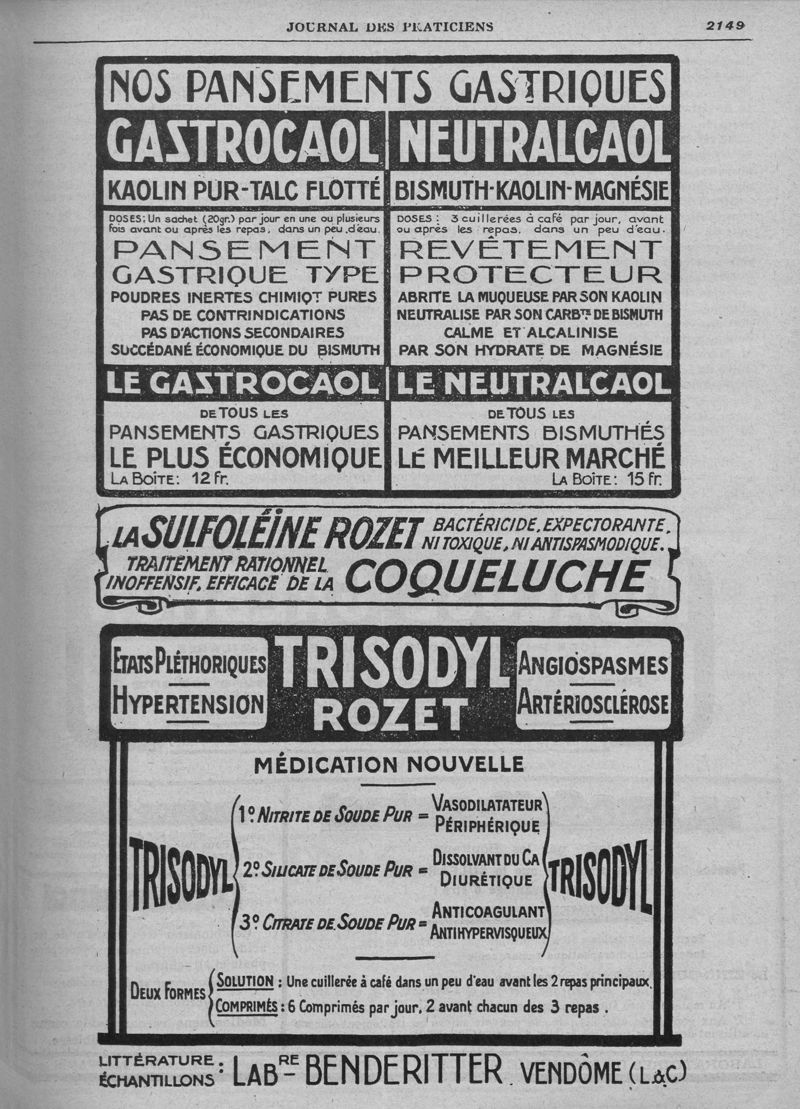 JOURNAL DES PRATICIENS
2149
NOS PANSEMENTS GASTRIQUES
GASTROCAOL
KAOLIN PUR-TALC FLOTTÉ
DOSES: Un sachet (20gr.) par jour en une ou plusieurs
fois avant ou après les repas, dans un peu d'eau.
PANSEMENT
GASTRIQUE TYPE
POUDRES INERTES CHIMIQT PURES
PAS DE CONTRINDICATIONS
PAS D'ACTIONS SECONDAIRES
SUCCÉDANÉ ÉCONOMIQUE DU BISMUTH
LE GASTROCAOL
DE TOUS LES
PANSEMENTS GASTRIQUES
LE PLUS ÉCONOMIQUE
LA BOÎTE: 12 fr.
NEUTRALCAOL
BISMUTH-KAOLIN-MAGNÉSIE
DOSES: 3 cuillerées à café par jour, avant
ou après les repas, dans un peu d'eau.
REVÊTEMENT
PROTECTEUR
ABRITE LA MUQUEUSE PAR SON KAOLIN
NEUTRALISE PAR SON CARBTE DE BISMUTH
CALME ET ALCALINISE
PAR SON HYDRATE DE MAGNÉSIE
LE NEUTRALCAOL
DE TOUS LES
PANSEMENTS BISMUTHÉS
LE MEILLEUR MARCHÉ
LA BOÎTE: 15 fr.
LA SULFOLÉINE ROZET
BACTÉRICIDE, EXPECTORANTE,
NI TOXIQUE, NI ANTISPASMODIQUE.
TRAITEMENT RATIONNEL
INOFFENSIF, EFFICACE DE LA
COQUELUCHE
ETATS PLÉTHORIQUES
HYPERTENSION
TRISODYL
ROZET
ANGIOSPASMES
ARTÉRIOSCLÉROSE
MÉDICATION NOUVELLE
TRISODYL
1º NITRITE DE SOUDE PUR = VASODILATATEUR
PÉRIPHÉRIQUE
2º SILICATE DE SOUDE PUR = DISSOLVANT DU CA
DIURÉTIQUE
3º CITRATE DE SOUDE PUR = ANTICOAGULANT
ANTIHYPERVISQUEUX
TRISODYL
DEUX FORMES
SOLUTION : Une cuillerée à café dans un peu d'eau avant les 2 repas principaux.
COMPRIMÉS : 6 Comprimés par jour, 2 avant chacun des 3 repas.
LITTÉRATURE
ÉCHANTILLONS : LABRE BENDERITTER. VENDÔME (L&C)